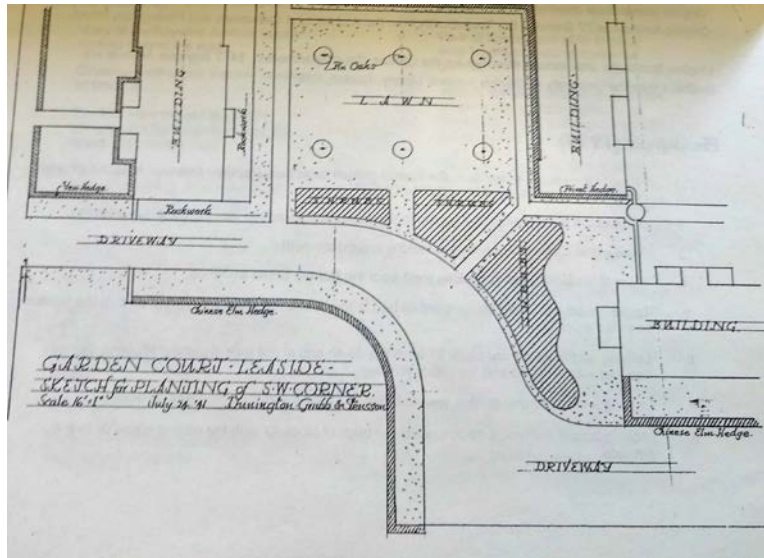 Pin Oaks
BUILDING
LAWN
BUILDING
Rockwork
Yew Hedge
Privet Hedge
Rockwork
SHRUBS
SHRUBS
DRIVEWAY
SHRUBS
Chinese Elm Hedge.
BUILDING.
GARDEN COURT-LEASIDE-
SKETCH for PLANTING of S.W. CORNER.
Scale 16'=1" July 24. '41 Dunington Grubb & Stensson
Chinese Elm Hedge.
DRIVEWAY